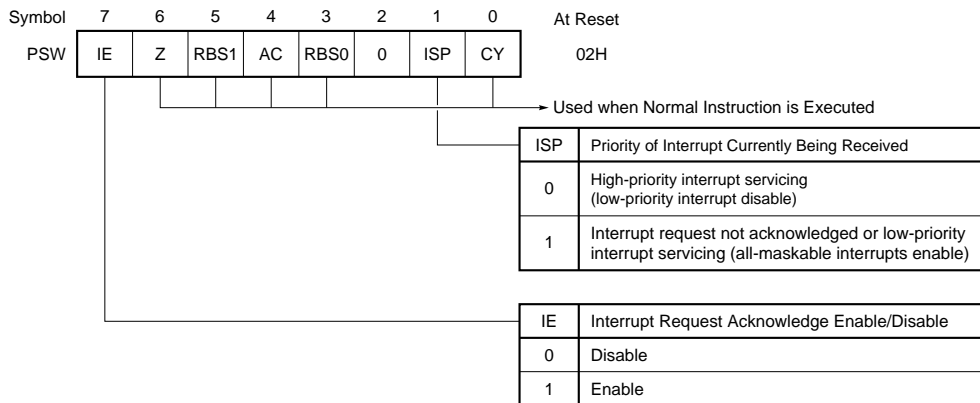 Symbol 7 6 5 4 3 2 1 0 At Reset
PSW IE Z RBS1 AC RBS0 0 ISP CY 02H
Used when Normal Instruction is Executed
ISP Priority of Interrupt Currently Being Received
0 High-priority interrupt servicing
(low-priority interrupt disable)
1 Interrupt request not acknowledged or low-priority
interrupt servicing (all-maskable interrupts enable)
IE Interrupt Request Acknowledge Enable/Disable
0 Disable
1 Enable